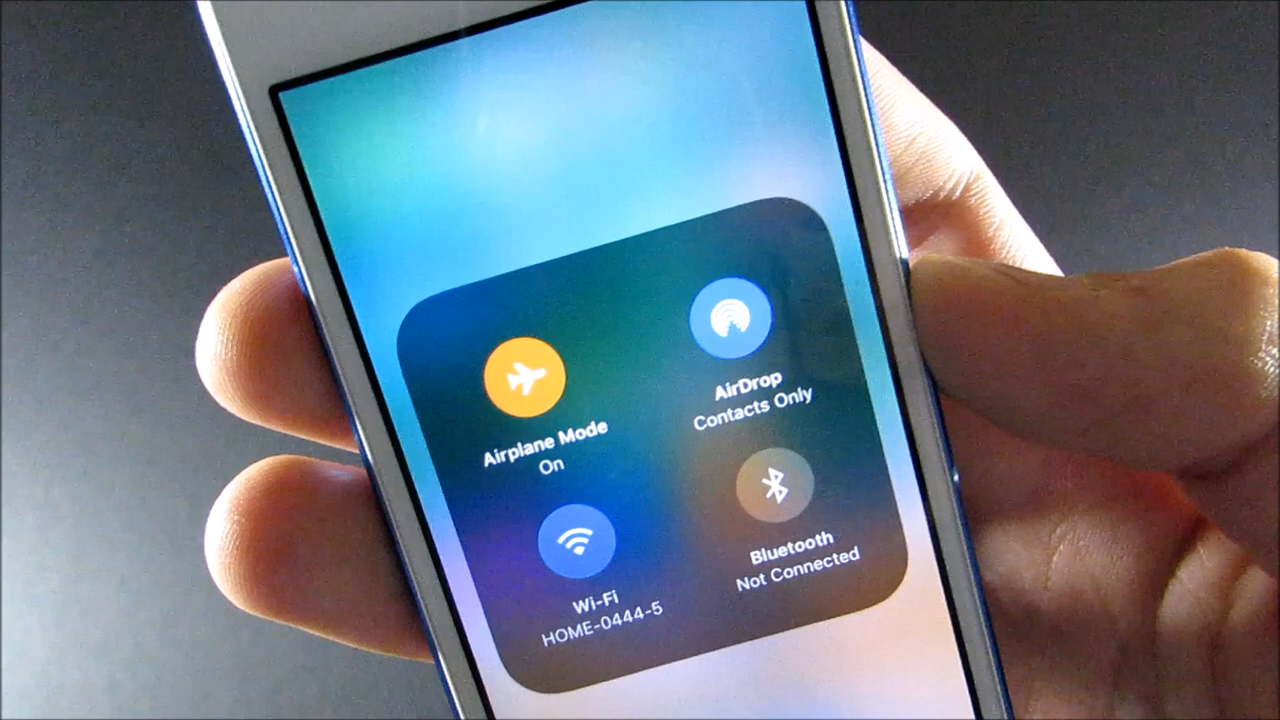 Airplane Mode
On
AirDrop
Contacts Only
Wi-Fi
HOME-0444-5
Bluetooth
Not Connected